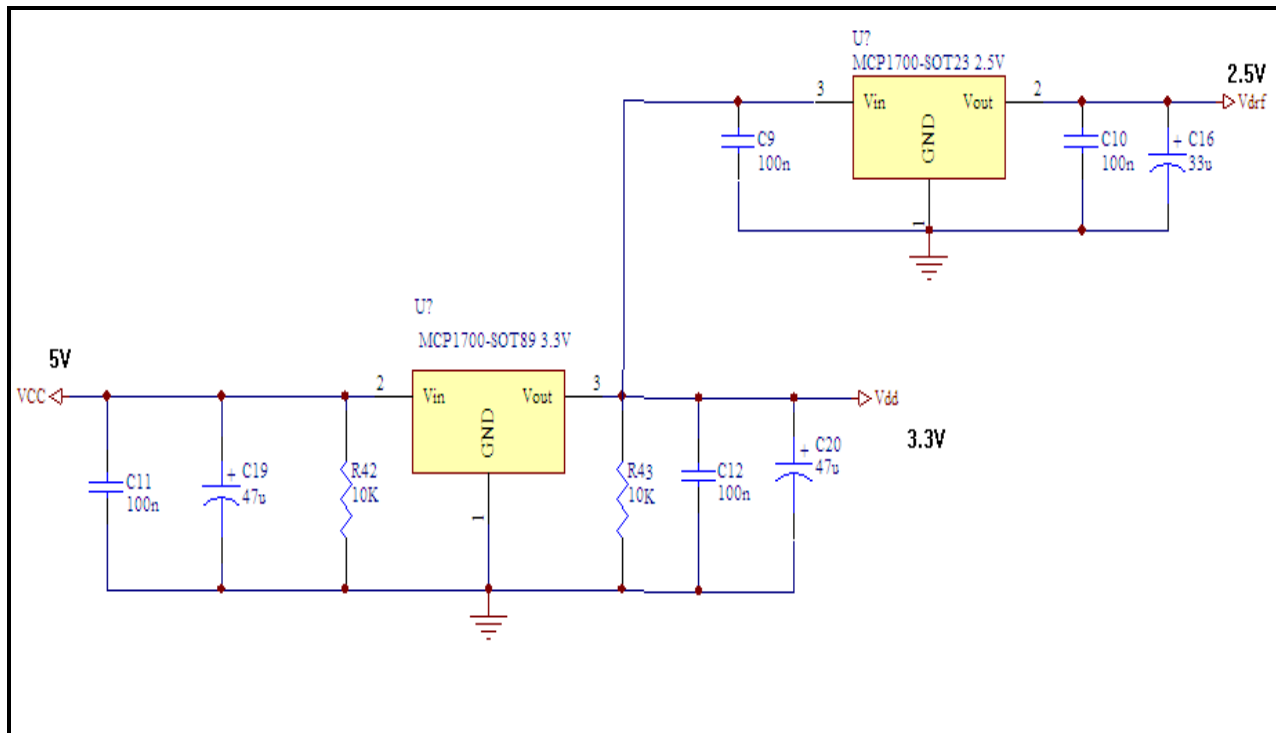 U?
MCP1700-SOT23 2.5V
3
Vin
Vout
GND
2
1
2.5V
Vdrf
C9
100n
C10
100n
+ C16
33u
U?
MCP1700-SOT89 3.3V
5V
VCC
2
Vin
Vout
GND
3
1
Vdd
3.3V
C11
100n
+ C19
47u
R42
10K
R43
10K
C12
100n
+ C20
47u